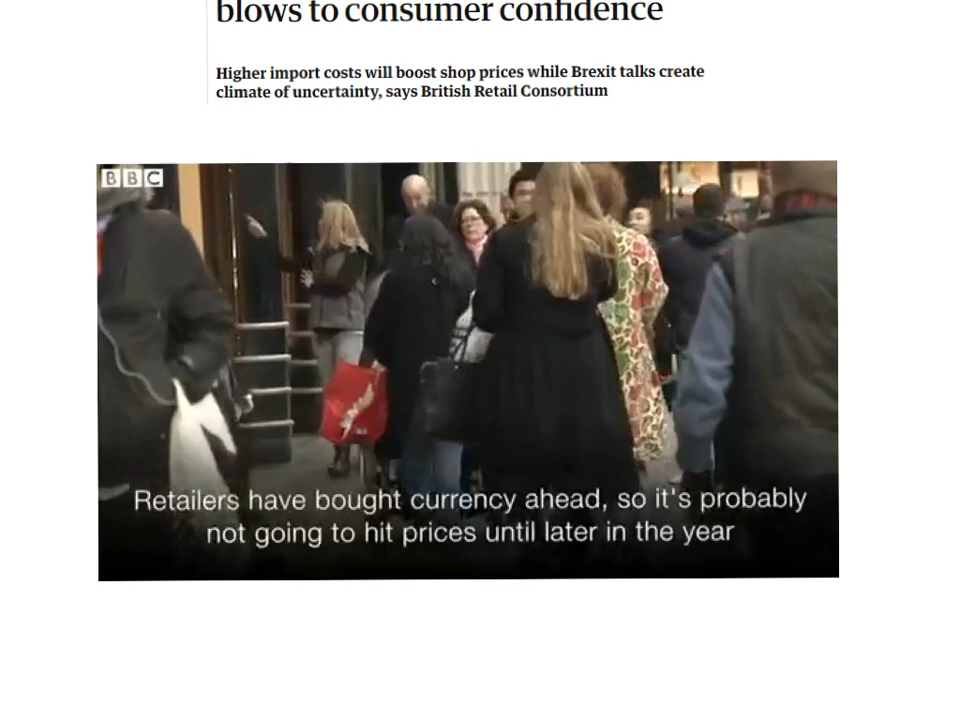 blows to consumer confidence
Higher import costs will boost shop prices while Brexit talks create
climate of uncertainty, says British Retail Consortium
BBC
Retailers have bought currency ahead, so it's probably
not going to hit prices until later in the year